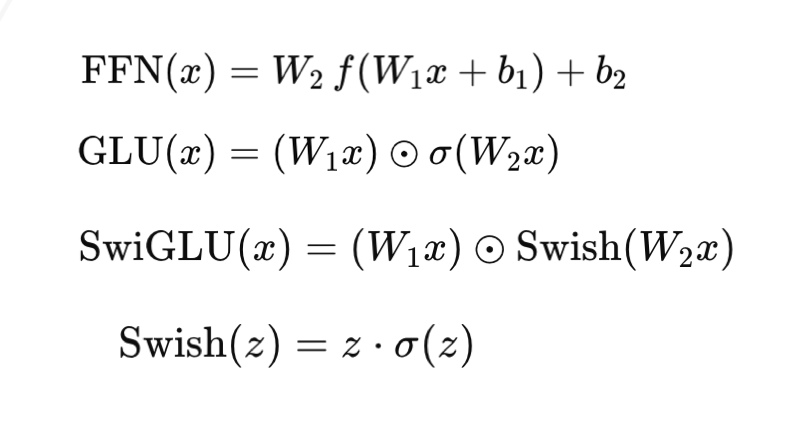 FFN(x) = W₂ f(W₁x + b₁) + b₂
GLU(x) = (W₁x) ⊙ σ(W₂x)
SwiGLU(x) = (W₁x) ⊙ Swish(W₂x)
Swish(z) = z · σ(z)